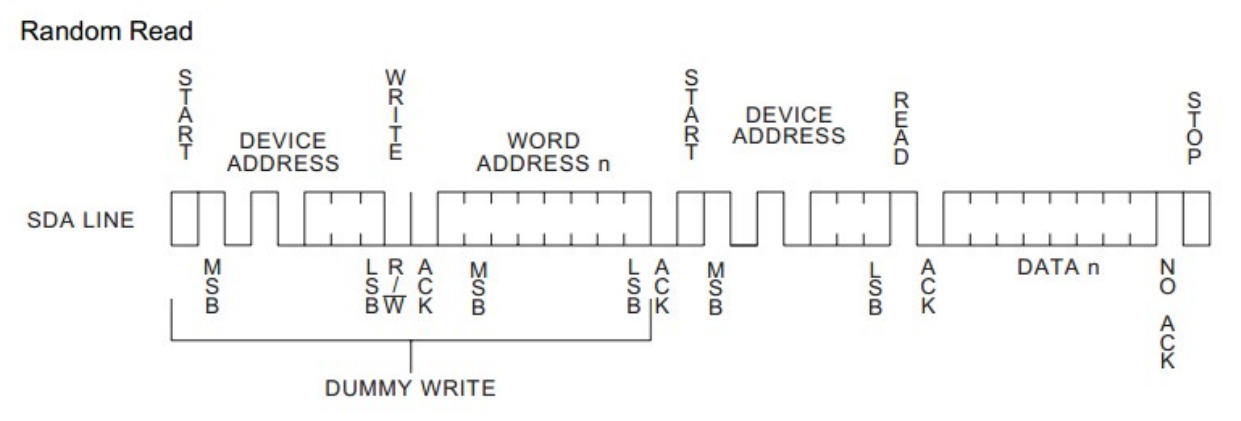 Random Read
START
DEVICE
ADDRESS
WRITE
WORD
ADDRESS n
START
DEVICE
ADDRESS
READ
STOP
SDA LINE
MSB
LSB
R/W
ACK
MSB
LSB
ACK
MSB
LSB
ACK
DATA n
NO ACK
DUMMY WRITE